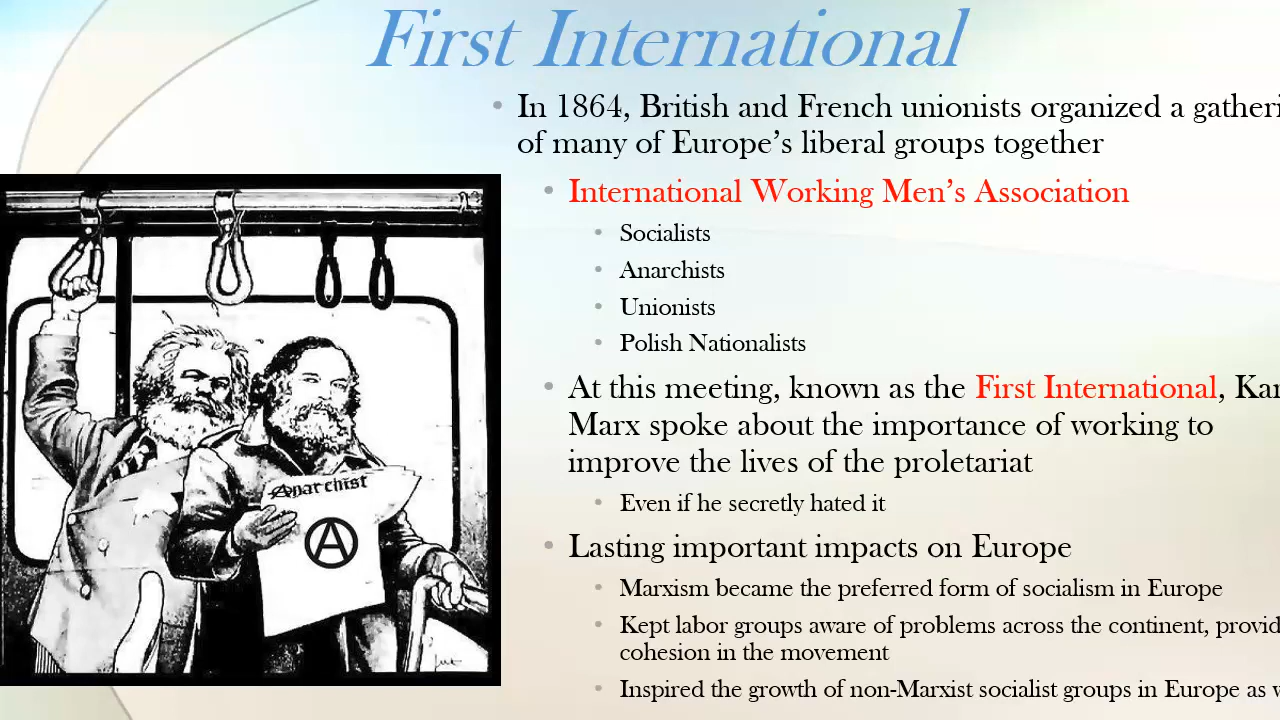 First International
In 1864, British and French unionists organized a gatheri
of many of Europe's liberal groups together
International Working Men's Association
Socialists
Anarchists
Unionists
Polish Nationalists
At this meeting, known as the First International, Kar
Marx spoke about the importance of working to
improve the lives of the proletariat
Even if he secretly hated it
Lasting important impacts on Europe
Marxism became the preferred form of socialism in Europe
Kept labor groups aware of problems across the continent, provid
cohesion in the movement
Inspired the growth of non-Marxist socialist groups in Europe as w
Anarchist
A